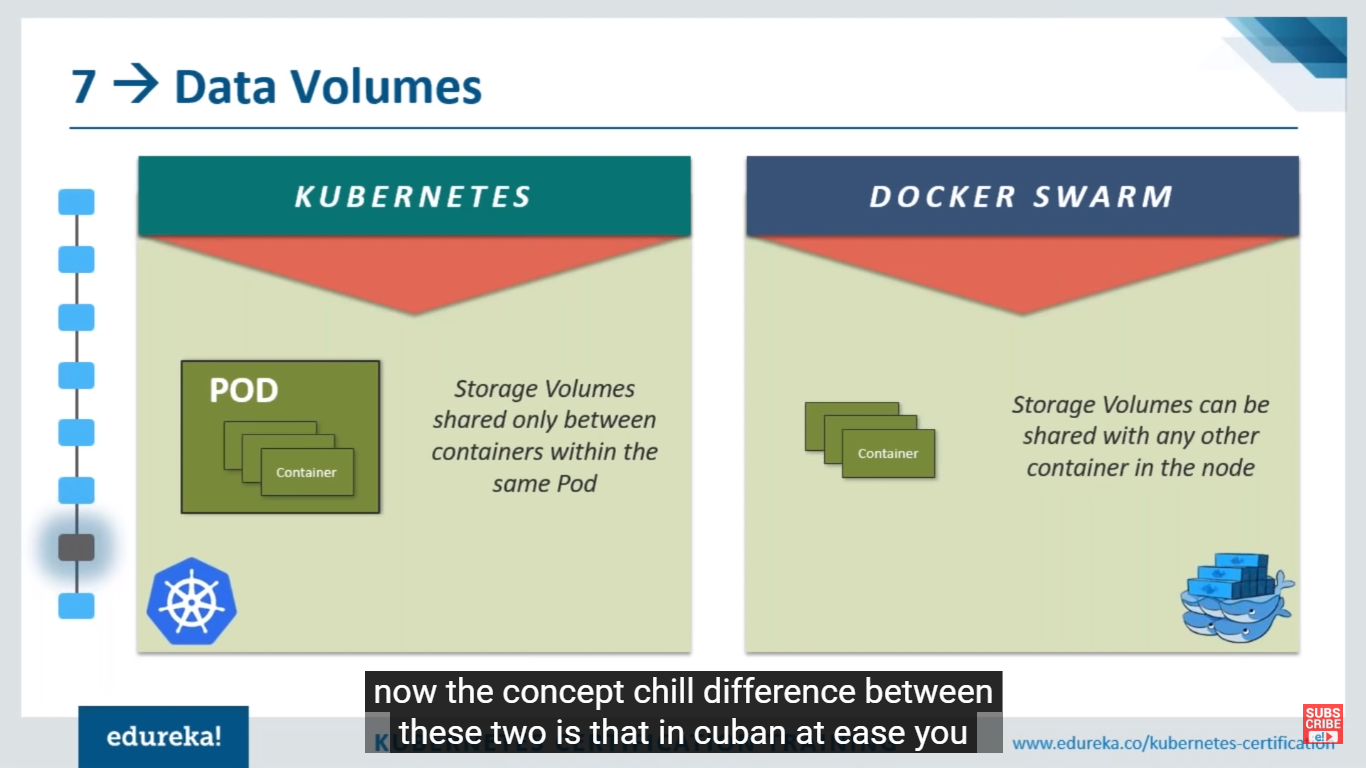 7 → Data Volumes
KUBERNETES
POD
Container
Storage Volumes
shared only between
containers within the
same Pod
DOCKER SWARM
Container
Storage Volumes can be
shared with any other
container in the node
now the concept chill difference between
these two is that in cuban at ease you
edureka!
www.edureka.co/kubernetes-certification
SUBS
CRIBE
e!